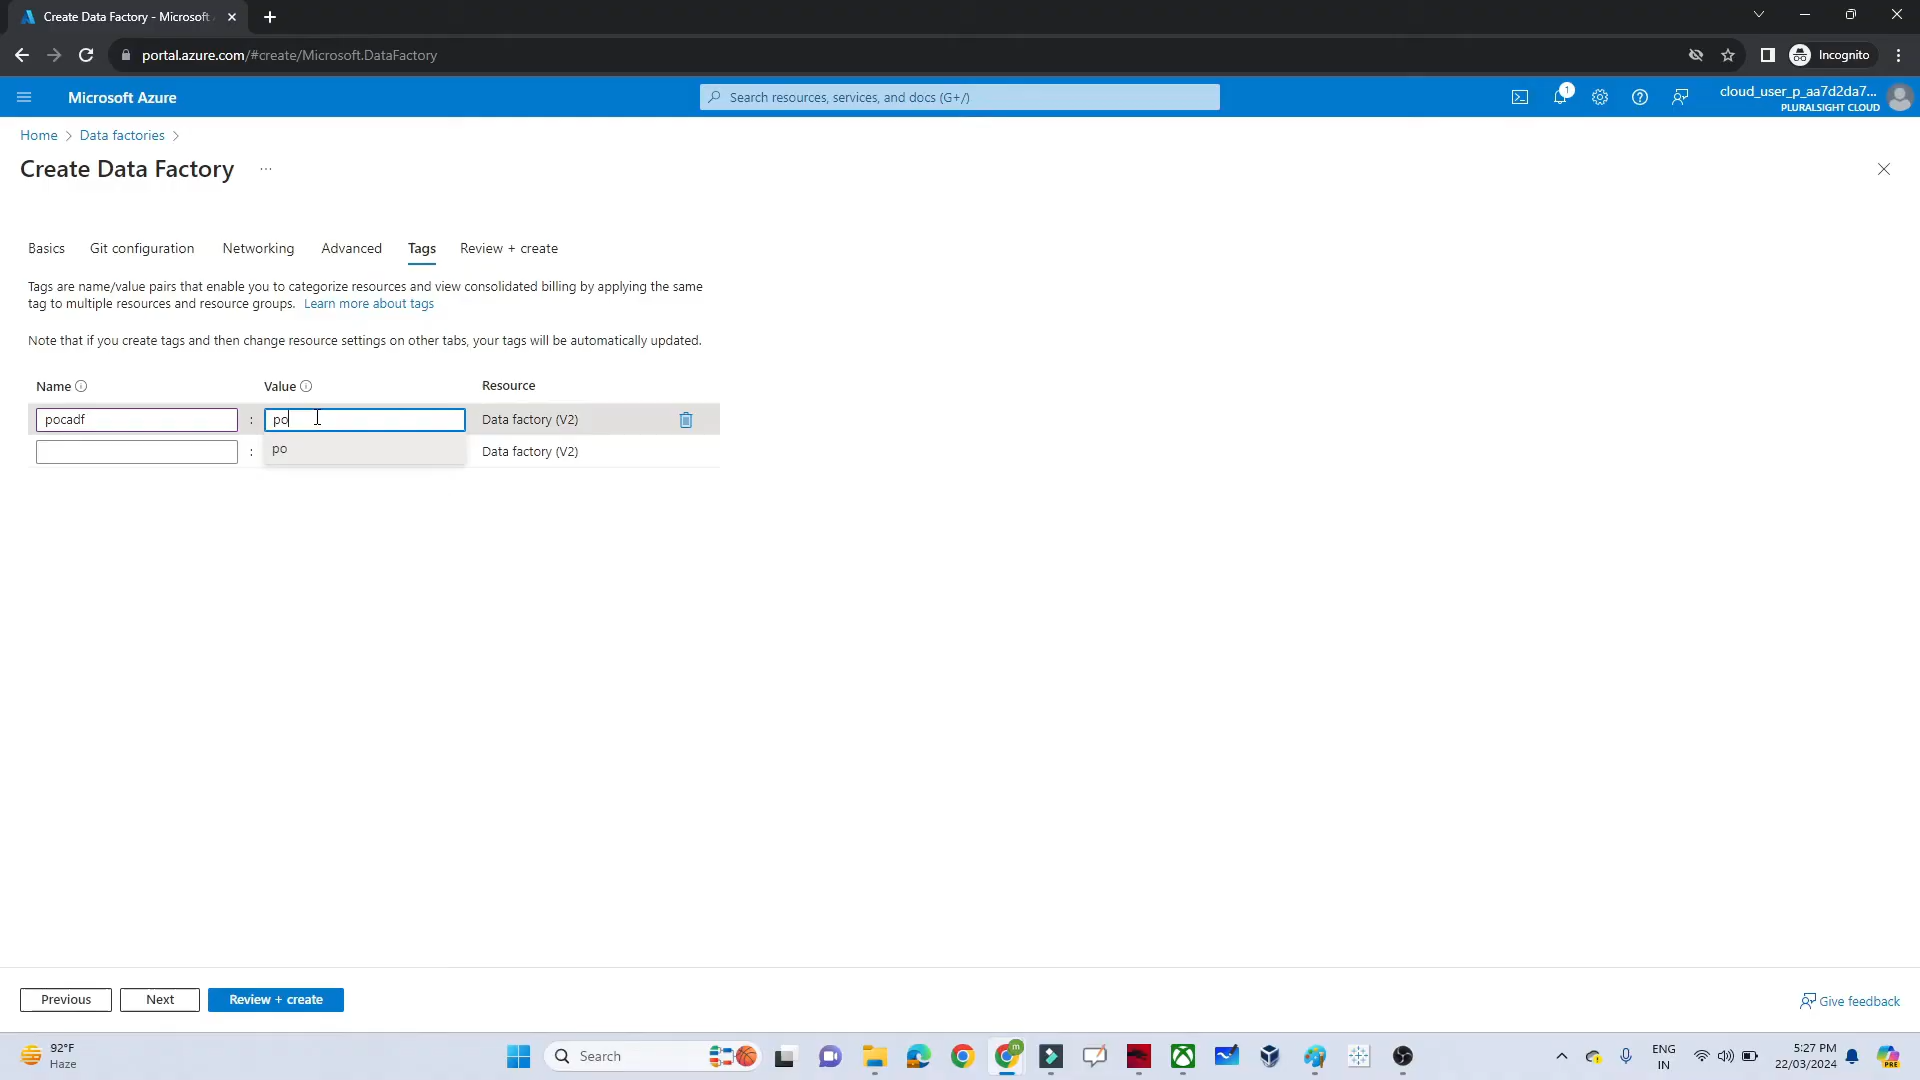 Create Data Factory - Microsoft
portal.azure.com/#create/Microsoft.DataFactory
Incognito
Microsoft Azure
Search resources, services, and docs (G+/)
1
cloud_user_p_aa7d2da7...
PLURALSIGHT CLOUD
Home > Data factories >
Create Data Factory ...
Basics Git configuration Networking Advanced Tags Review + create
Tags are name/value pairs that enable you to categorize resources and view consolidated billing by applying the same
tag to multiple resources and resource groups. Learn more about tags
Note that if you create tags and then change resource settings on other tabs, your tags will be automatically updated.
Name Value Resource
pocadf : po Data factory (V2)
po
: Data factory (V2)
Previous Next Review + create
Give feedback
92°F
Haze
Search
m
ENG
IN
5:27 PM
22/03/2024
PRE